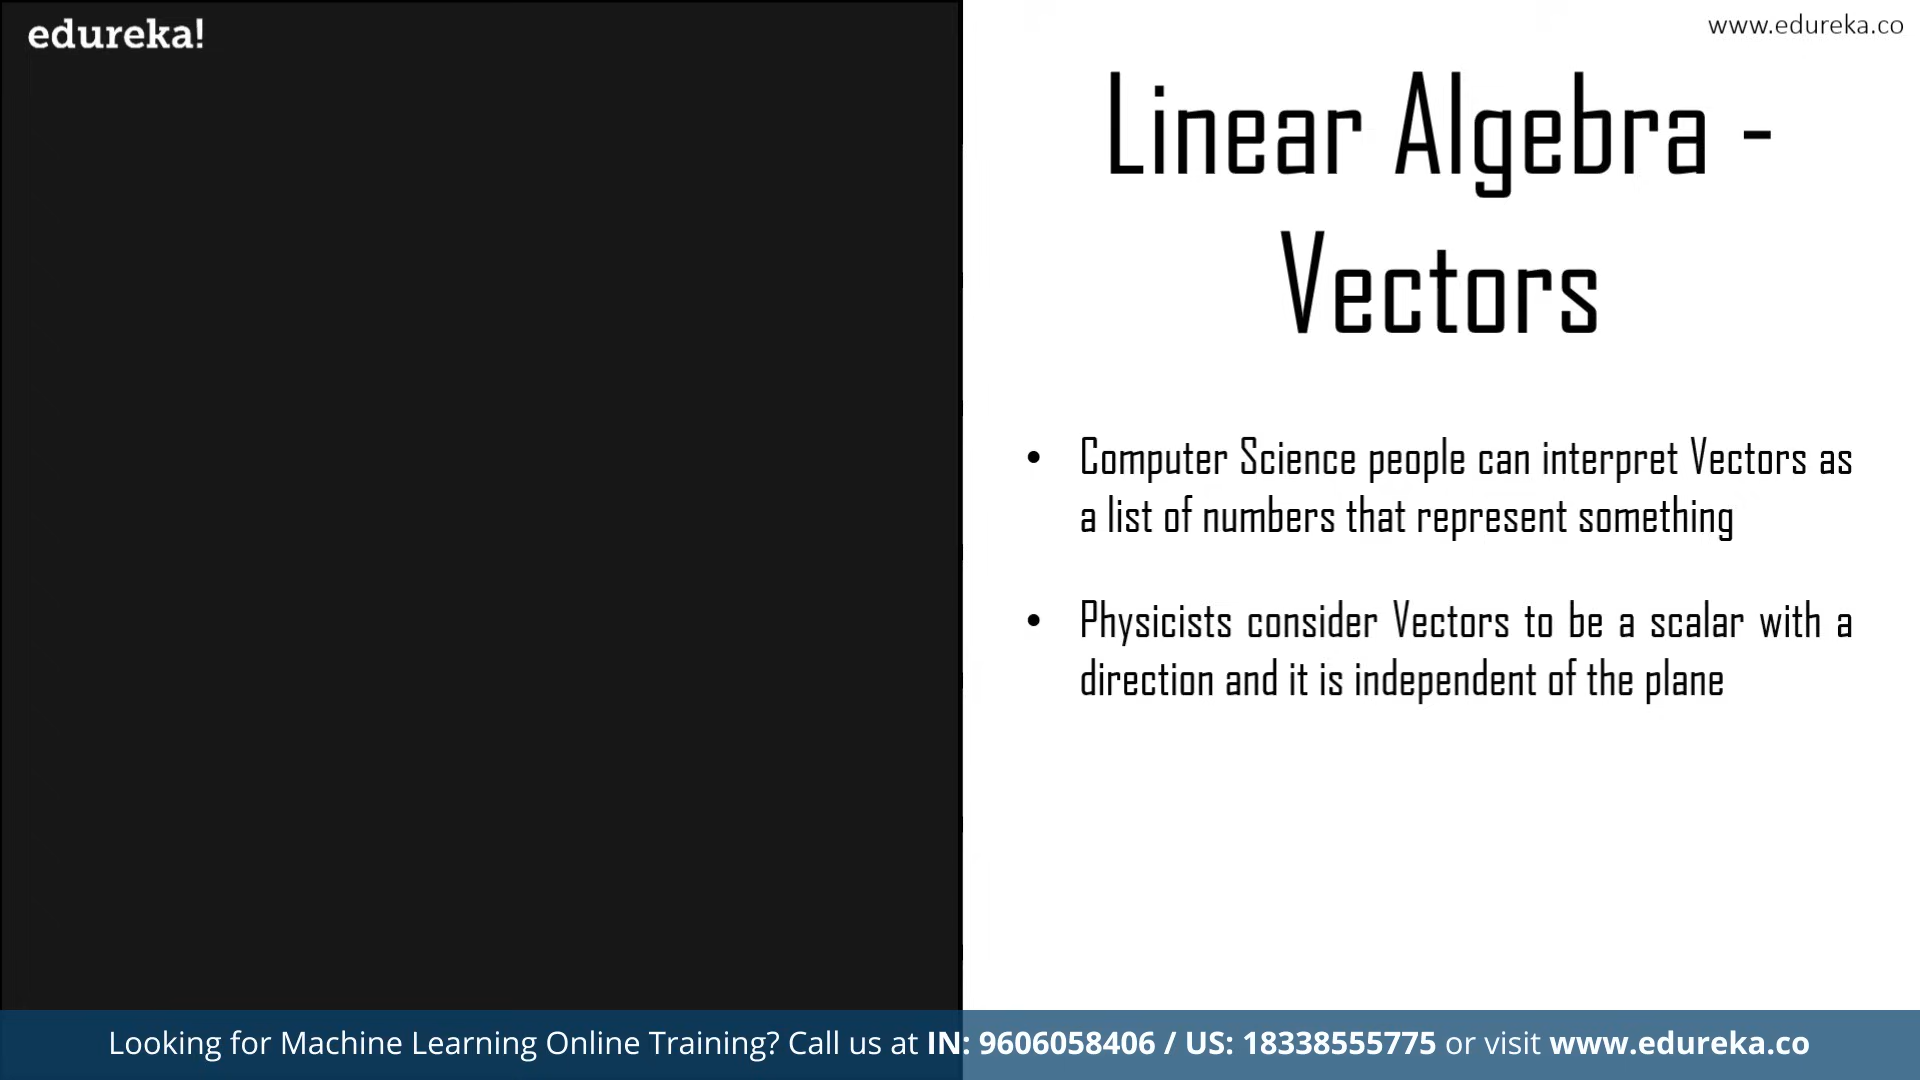 edureka!
www.edureka.co
Linear Algebra -
Vectors
• Computer Science people can interpret Vectors as
a list of numbers that represent something
• Physicists consider Vectors to be a scalar with a
direction and it is independent of the plane
Looking for Machine Learning Online Training? Call us at IN: 9606058406 / US: 18338555775 or visit www.edureka.co